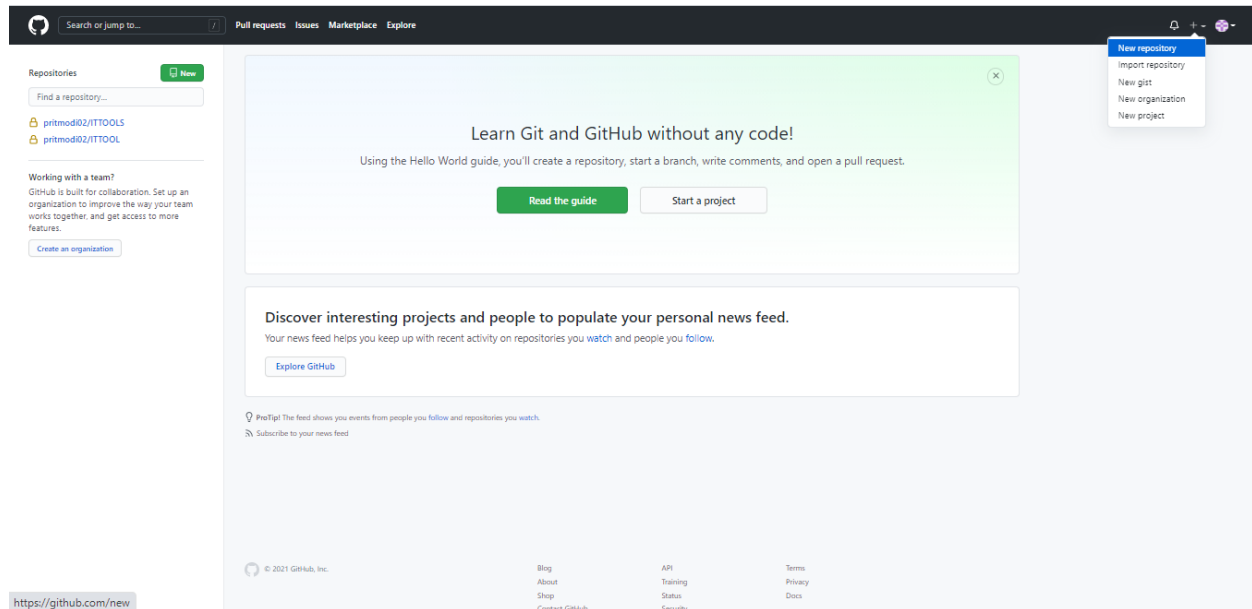 Search or jump to... / Pull requests Issues Marketplace Explore
New repository
Import repository
New gist
New organization
New project
Repositories New
Find a repository...
pritmodi02/ITTOOLS
pritmodi02/ITTOOL
Working with a team?
GitHub is built for collaboration. Set up an
organization to improve the way your team
works together, and get access to more
features.
Create an organization
Learn Git and GitHub without any code!
Using the Hello World guide, you'll create a repository, start a branch, write comments, and open a pull request.
Read the guide Start a project
Discover interesting projects and people to populate your personal news feed.
Your news feed helps you keep up with recent activity on repositories you watch and people you follow.
Explore GitHub
ProTip! The feed shows you events from people you follow and repositories you watch.
Subscribe to your news feed
© 2021 GitHub, Inc. Blog API Terms
About Training Privacy
Shop Status Docs
Contact GitHub Security
https://github.com/new